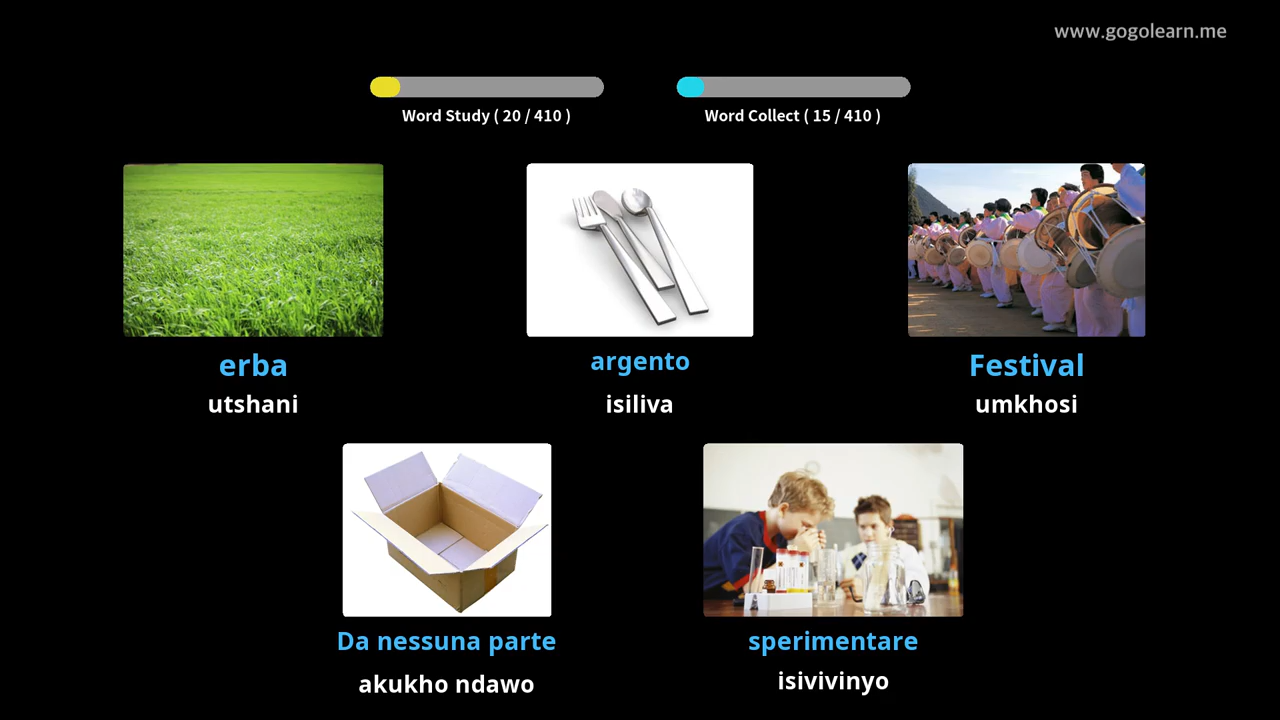 www.gogolearn.me
Word Study ( 20 / 410 )
Word Collect ( 15 / 410 )
erba
utshani
argento
isiliva
Festival
umkhosi
Da nessuna parte
akukho ndawo
sperimentare
isivivinyo